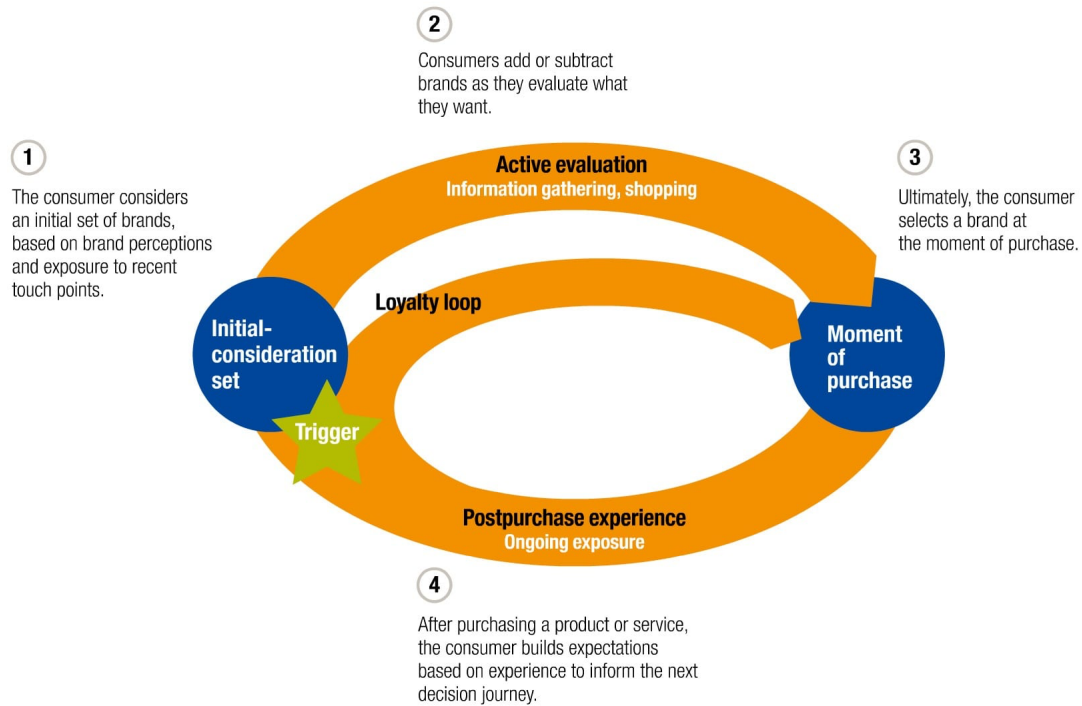 2
Consumers add or subtract
brands as they evaluate what
they want.
1
The consumer considers
an initial set of brands,
based on brand perceptions
and exposure to recent
touch points.
Active evaluation
Information gathering, shopping
3
Ultimately, the consumer
selects a brand at
the moment of purchase.
Loyalty loop
Initial-
consideration
set
Moment
of
purchase
Trigger
Postpurchase experience
Ongoing exposure
4
After purchasing a product or service,
the consumer builds expectations
based on experience to inform the next
decision journey.